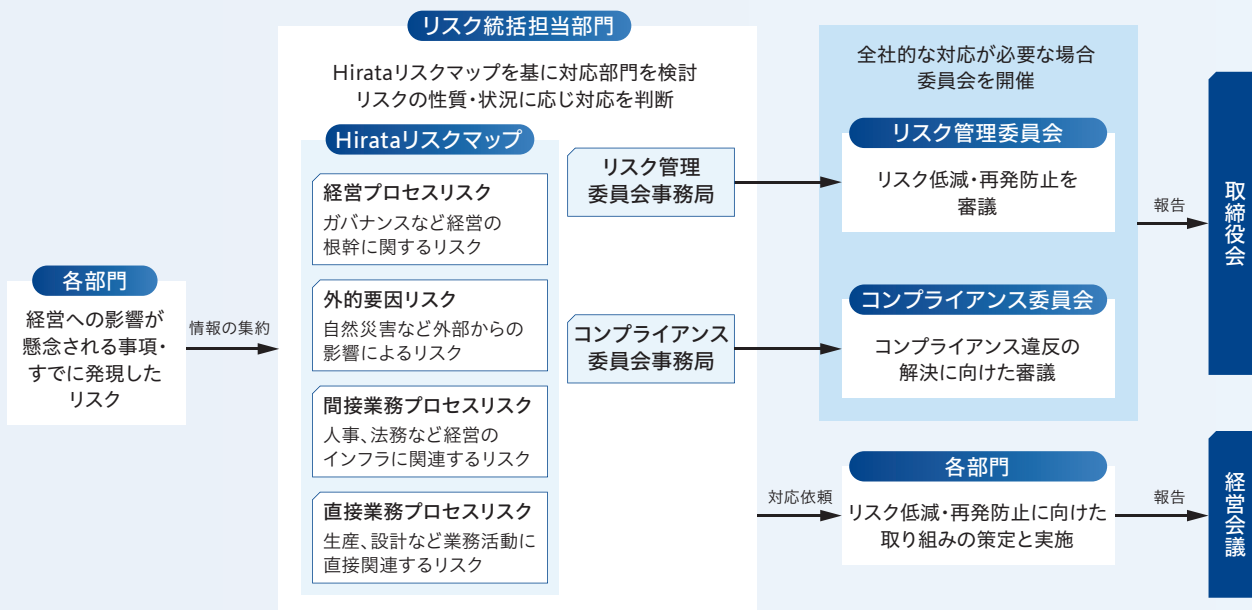 各部門
経営への影響が
懸念される事項・
すでに発現した
リスク
情報の集約
リスク統括担当部門
Hirataリスクマップを基に対応部門を検討
リスクの性質・状況に応じ対応を判断
Hirataリスクマップ
経営プロセスリスク
ガバナンスなど経営の
根幹に関するリスク
外的要因リスク
自然災害など外部からの
影響によるリスク
間接業務プロセスリスク
人事、法務など経営の
インフラに関連するリスク
直接業務プロセスリスク
生産、設計など業務活動に
直接関連するリスク
リスク管理
委員会事務局
コンプライアンス
委員会事務局
全社的な対応が必要な場合
委員会を開催
リスク管理委員会
リスク低減・再発防止を
審議
コンプライアンス委員会
コンプライアンス違反の
解決に向けた審議
報告
取締役会
対応依頼
各部門
リスク低減・再発防止に向けた
取り組みの策定と実施
報告
経営会議